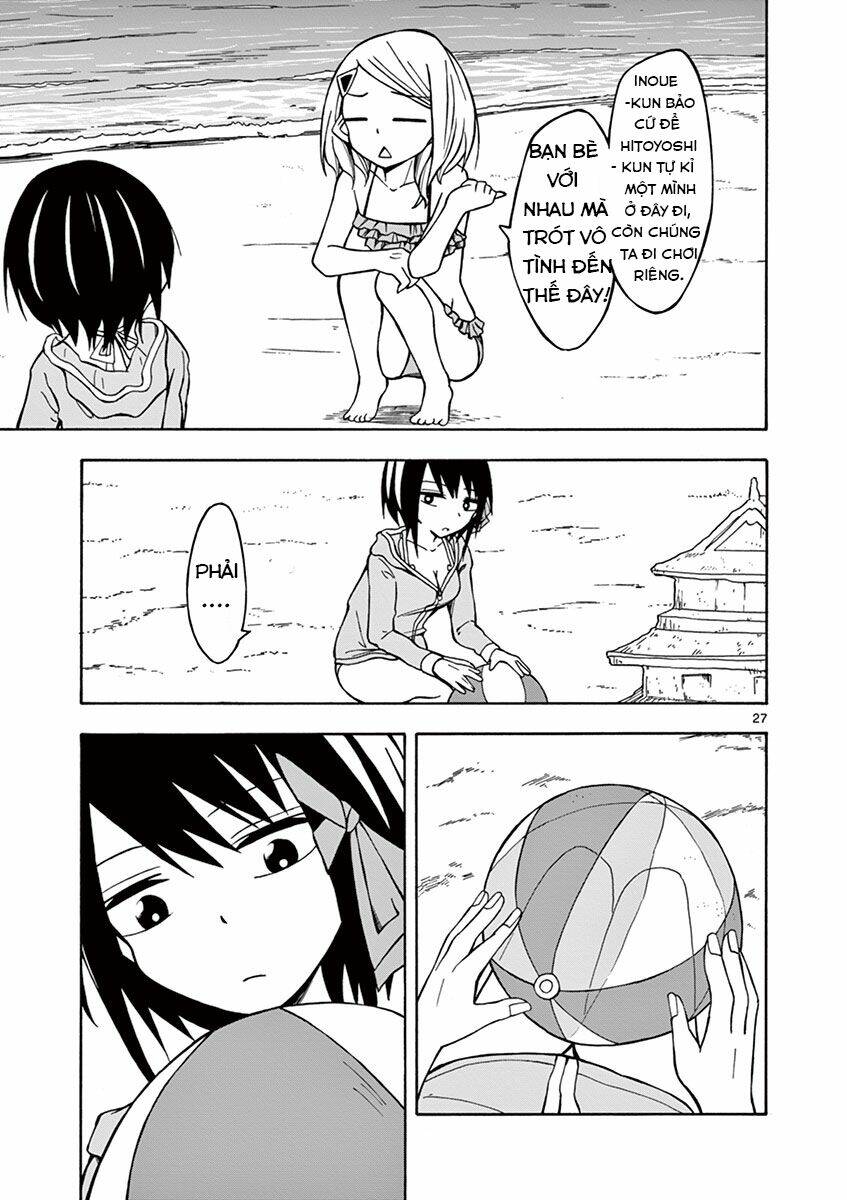 INOUE
-KUN BẢO
CỨ ĐỂ
HITOYOSHI
- KUN TỰ KỈ
MỘT MÌNH
Ở ĐÂY ĐI,
CÒN CHÚNG
TA ĐI CHƠI
RIÊNG.
BẠN BÈ
VỚI
NHAU MÀ
TRÓT VÔ
TÌNH ĐẾN
THẾ ĐÂY!
PHẢI
....
27